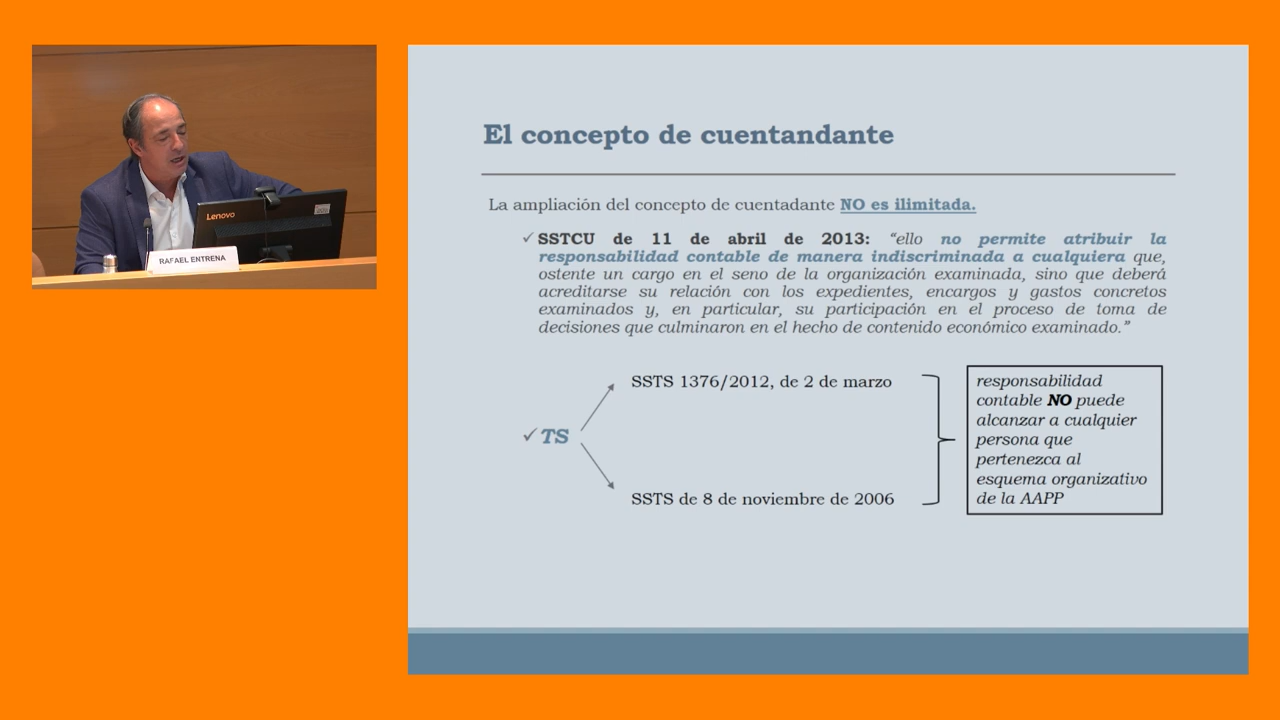 Lenovo
RAFAEL ENTRENA
El concepto de cuentandante
La ampliación del concepto de cuentadante NO es ilimitada.
✓SSTCU de 11 de abril de 2013: “ello no permite atribuir la
responsabilidad contable de manera indiscriminada a cualquiera que,
ostente un cargo en el seno de la organización examinada, sino que deberá
acreditarse su relación con los expedientes, encargos y gastos concretos
examinados y, en particular, su participación en el proceso de toma de
decisiones que culminaron en el hecho de contenido económico examinado.”
✓TS
SSTS 1376/2012, de 2 de marzo
SSTS de 8 de noviembre de 2006
responsabilidad
contable NO puede
alcanzar a cualquier
persona que
pertenezca al
esquema organizativo
de la AAPP